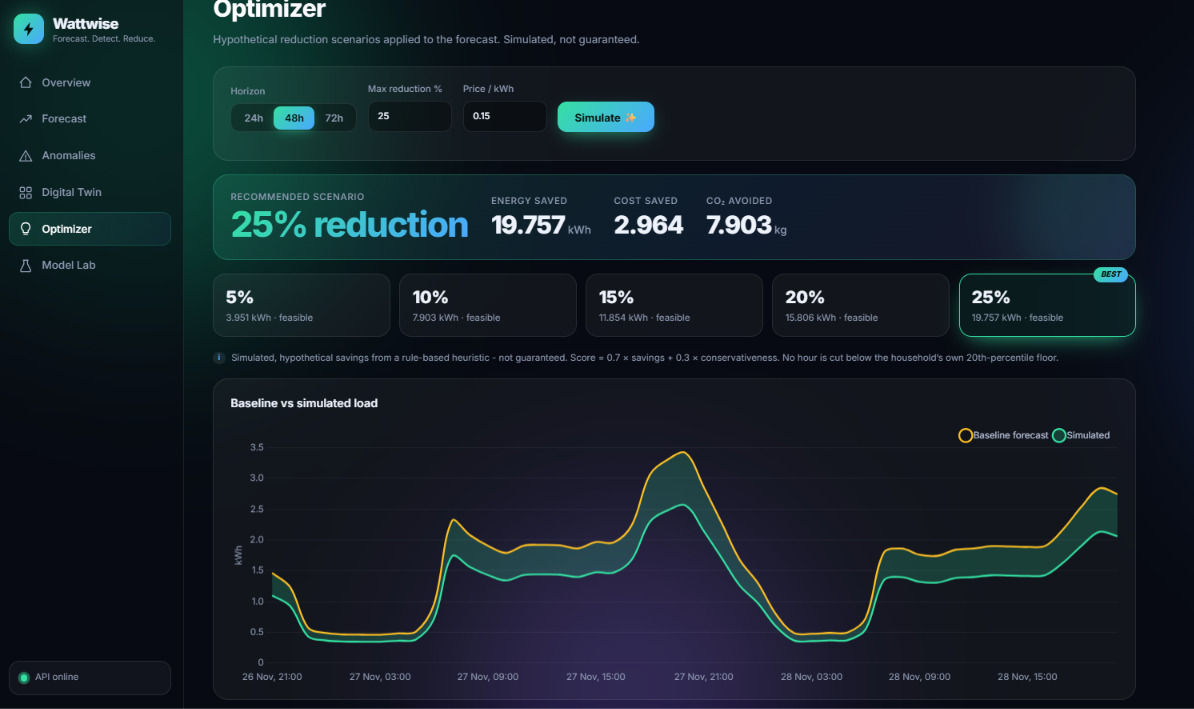 Wattwise
Forecast. Detect. Reduce.
Overview
Forecast
Anomalies
Digital Twin
Optimizer
Model Lab
API online
Optimizer
Hypothetical reduction scenarios applied to the forecast. Simulated, not guaranteed.
Horizon
24h 48h 72h
Max reduction %
25
Price / kWh
0.15
Simulate ✨
RECOMMENDED SCENARIO
25% reduction
ENERGY SAVED
19.757 kWh
COST SAVED
2.964
CO₂ AVOIDED
7.903 kg
5%
3.951 kWh · feasible
10%
7.903 kWh · feasible
15%
11.854 kWh · feasible
20%
15.806 kWh · feasible
BEST
25%
19.757 kWh · feasible
i Simulated, hypothetical savings from a rule-based heuristic - not guaranteed. Score = 0.7 × savings + 0.3 × conservativeness. No hour is cut below the household's own 20th-percentile floor.
Baseline vs simulated load
Baseline forecast Simulated
kWh
3.5
3.0
2.5
2.0
1.5
1.0
0.5
0
26 Nov, 21:00 27 Nov, 03:00 27 Nov, 09:00 27 Nov, 15:00 27 Nov, 21:00 28 Nov, 03:00 28 Nov, 09:00 28 Nov, 15:00